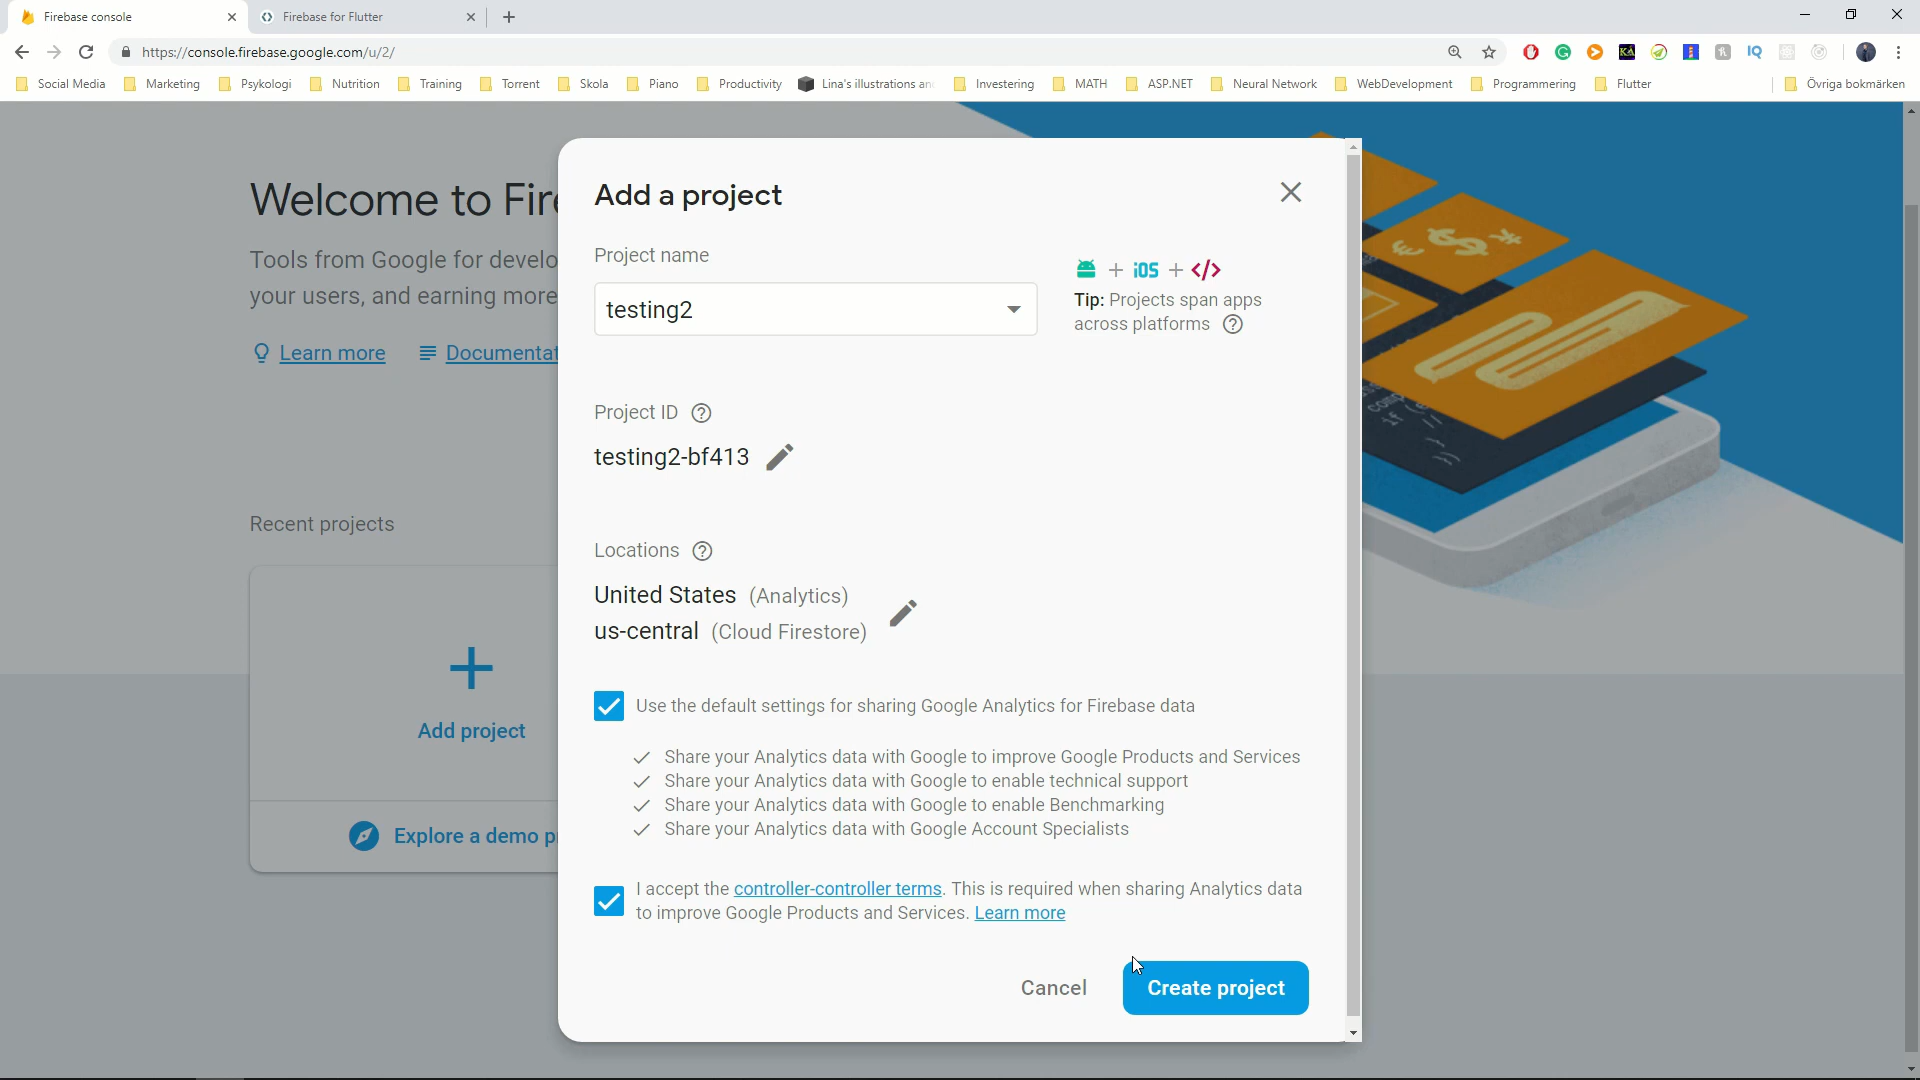 Firebase console
Firebase for Flutter
https://console.firebase.google.com/u/2/
Social Media
Marketing
Psykologi
Nutrition
Training
Torrent
Skola
Piano
Productivity
Lina's illustrations an
Investering
MATH
ASP.NET
Neural Network
WebDevelopment
Programmering
Flutter
Övriga bokmärken
Welcome to Fire
Tools from Google for develo
your users, and earning more
Learn more
Documentat
Recent projects
Add project
Explore a demo p
Add a project
Project name
testing2
+ iOS + </>
Tip: Projects span apps
across platforms
Project ID
testing2-bf413
Locations
United States (Analytics)
us-central (Cloud Firestore)
Use the default settings for sharing Google Analytics for Firebase data
Share your Analytics data with Google to improve Google Products and Services
Share your Analytics data with Google to enable technical support
Share your Analytics data with Google to enable Benchmarking
Share your Analytics data with Google Account Specialists
I accept the controller-controller terms. This is required when sharing Analytics data
to improve Google Products and Services. Learn more
Cancel
Create project